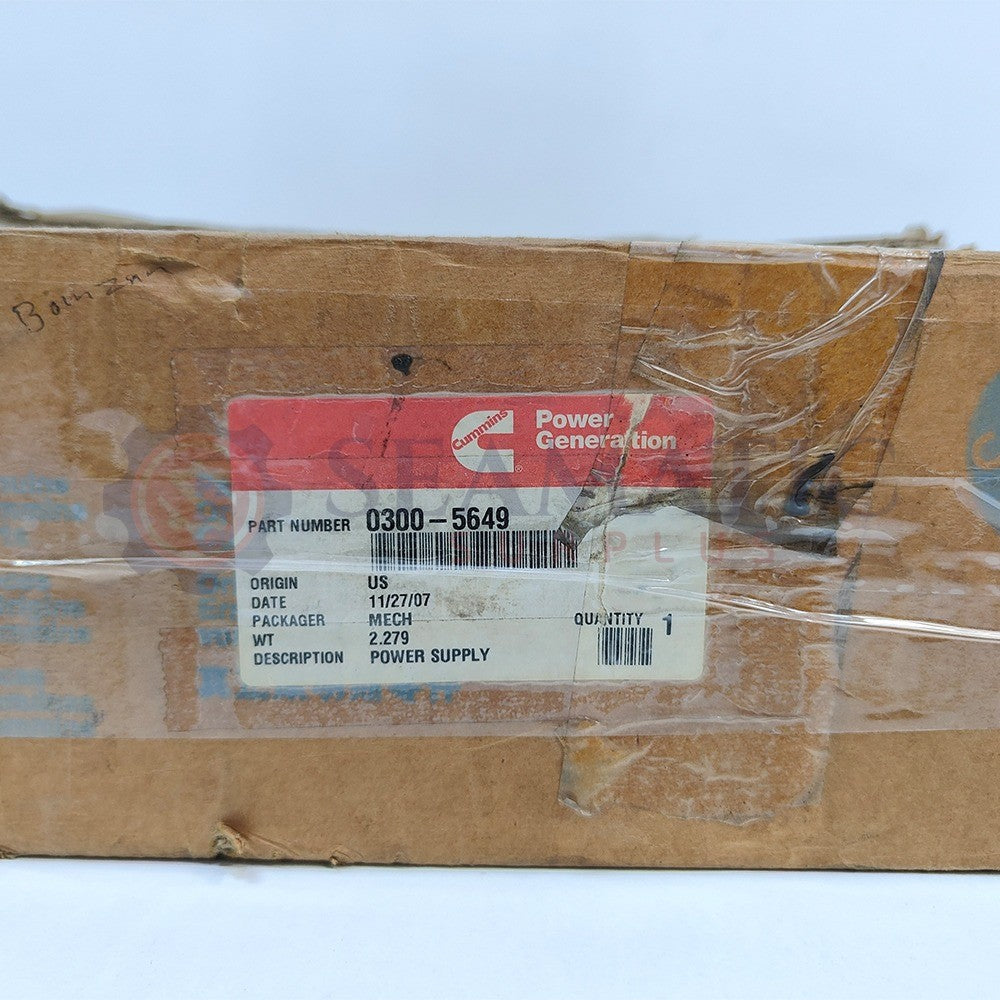 Cummins
Power
Generation
PART NUMBER 0300-5649
ORIGIN US
DATE 11/27/07
PACKAGER MECH
QUANTITY 1
WT 2.279
DESCRIPTION POWER SUPPLY